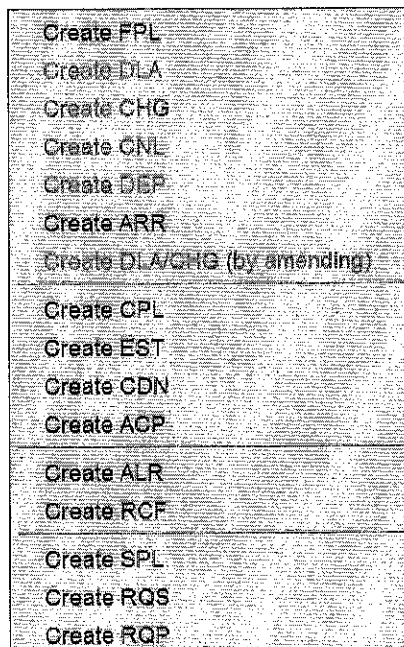 Create FPL
Create DLA
Create CHG
Create CNL
Create DEP
Create ARR
Create DLA/CHG (by amending)
Create CPL
Create EST
Create CDN
Create ACP
Create ALR
Create RCF
Create SPL
Create RQS
Create RQP